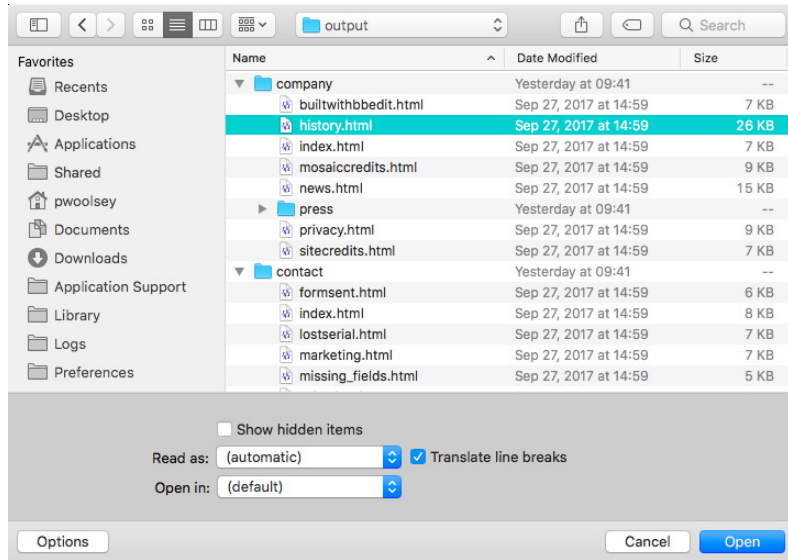 output
Search
Favorites
Recents
Desktop
Applications
Shared
pwoolsey
Documents
Downloads
Application Support
Library
Logs
Preferences
Name Date Modified Size
company Yesterday at 09:41 --
builtwithbbedit.html Sep 27, 2017 at 14:59 7 KB
history.html Sep 27, 2017 at 14:59 26 KB
index.html Sep 27, 2017 at 14:59 7 KB
mosaiccredits.html Sep 27, 2017 at 14:59 9 KB
news.html Sep 27, 2017 at 14:59 15 KB
press Yesterday at 09:41 --
privacy.html Sep 27, 2017 at 14:59 9 KB
sitecredits.html Sep 27, 2017 at 14:59 7 KB
contact Yesterday at 09:41 --
formsent.html Sep 27, 2017 at 14:59 6 KB
index.html Sep 27, 2017 at 14:59 8 KB
lostserial.html Sep 27, 2017 at 14:59 7 KB
marketing.html Sep 27, 2017 at 14:59 7 KB
missing_fields.html Sep 27, 2017 at 14:59 5 KB
Show hidden items
Read as: (automatic) Translate line breaks
Open in: (default)
Options Cancel Open